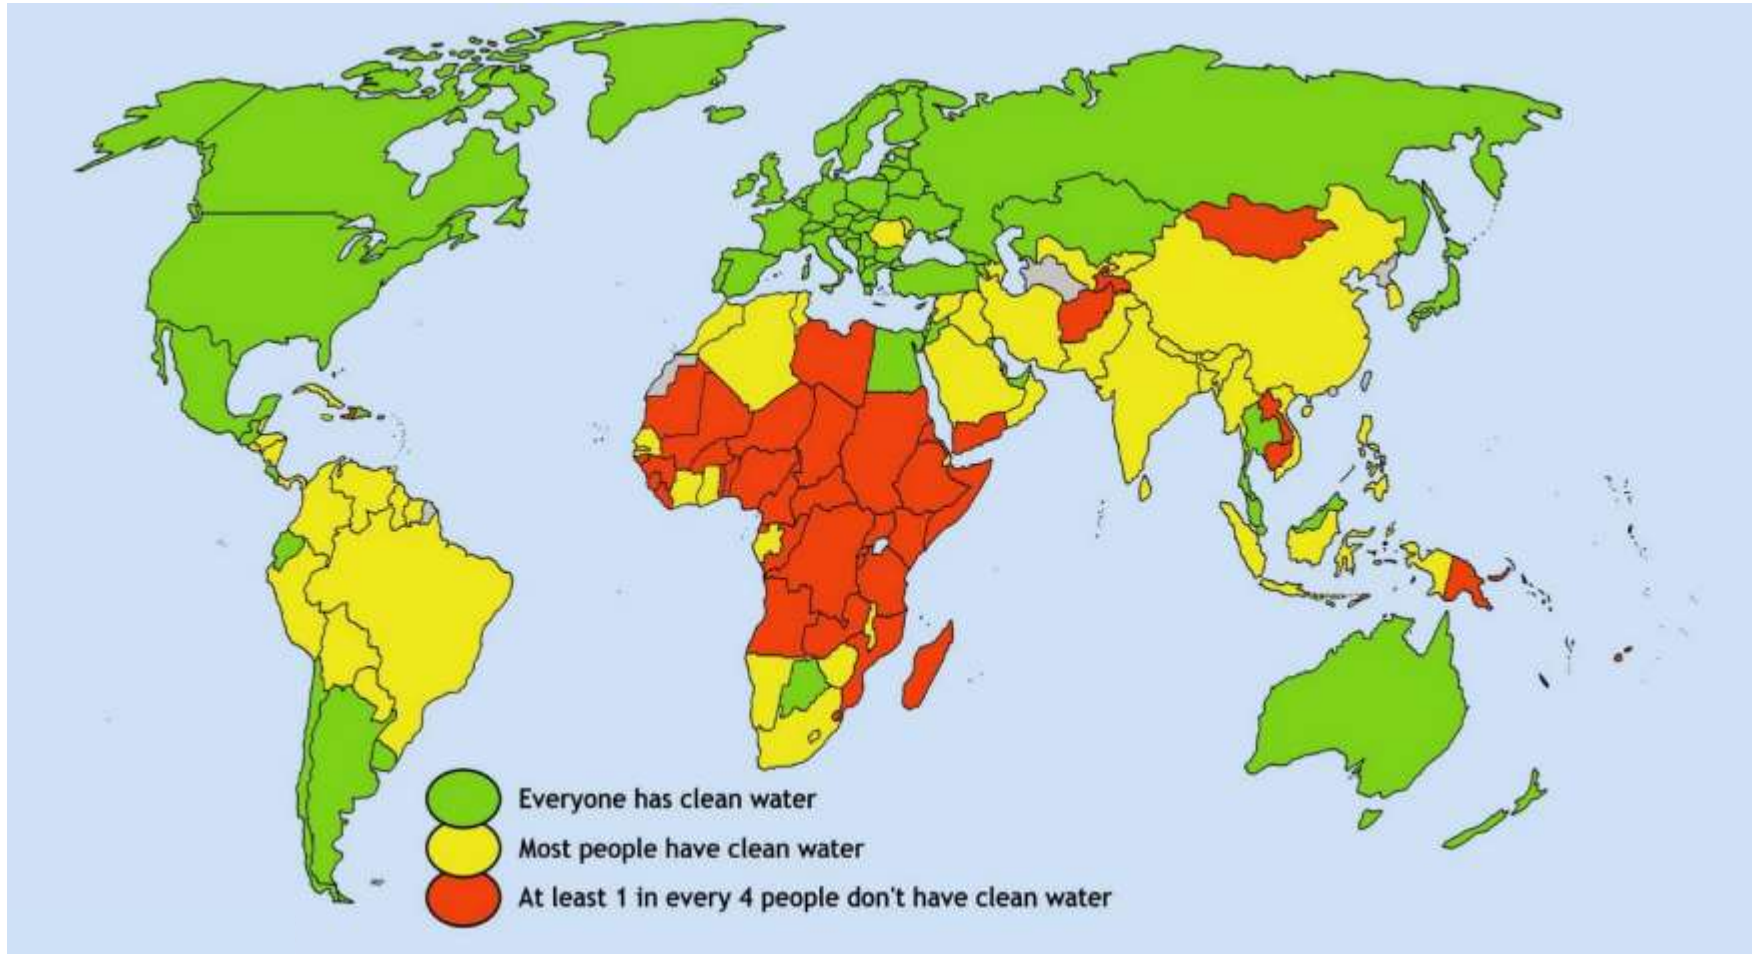 Everyone has clean water
Most people have clean water
At least 1 in every 4 people don't have clean water